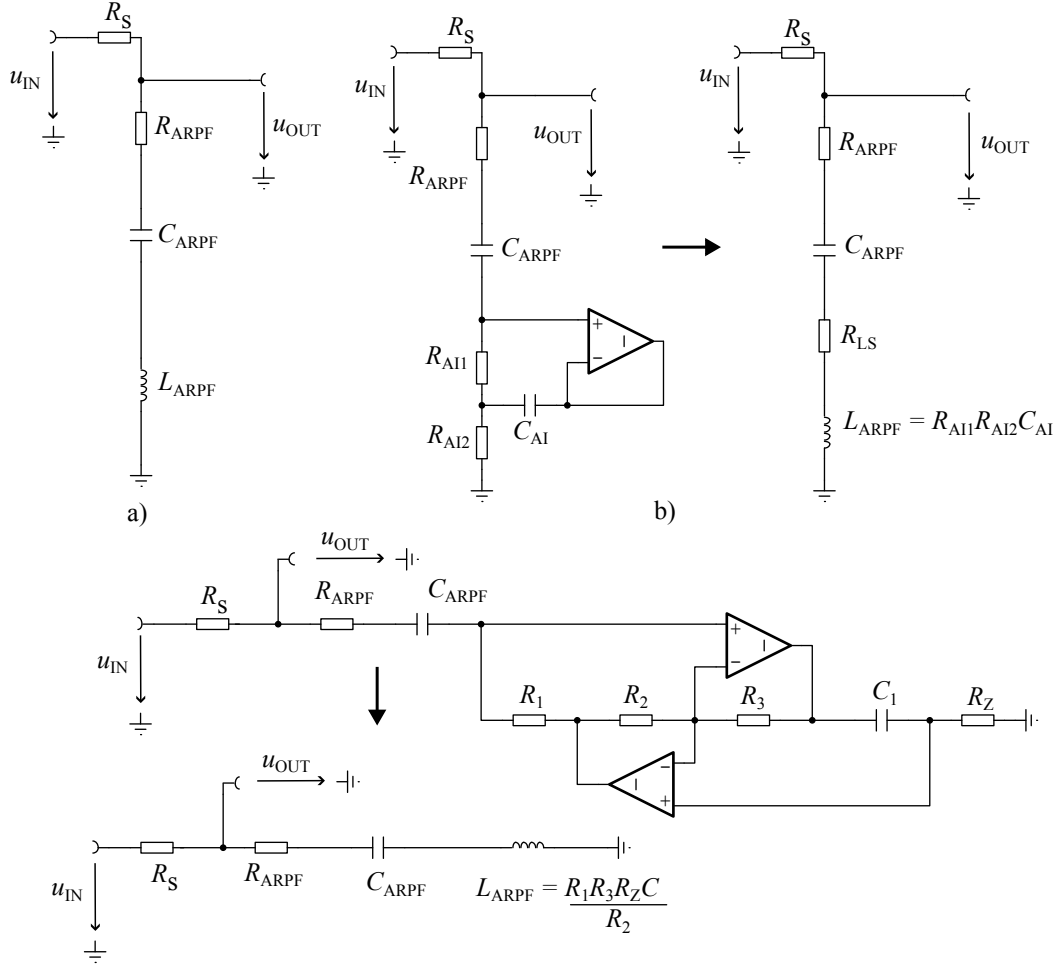 R_S
u_IN
R_ARPF
u_OUT
C_ARPF
L_ARPF
a)
R_S
u_IN
R_ARPF
u_OUT
C_ARPF
+
−
R_AI1
C_AI
R_AI2
R_S
u_IN
R_ARPF
u_OUT
C_ARPF
R_LS
L_ARPF = R_AI1R_AI2C_AI
b)
u_OUT
R_S
R_ARPF
C_ARPF
u_IN
+
−
R_1
R_2
R_3
C_1
R_Z
−
+
u_OUT
R_S
R_ARPF
C_ARPF
u_IN
L_ARPF = R_1R_3R_ZC
R_2